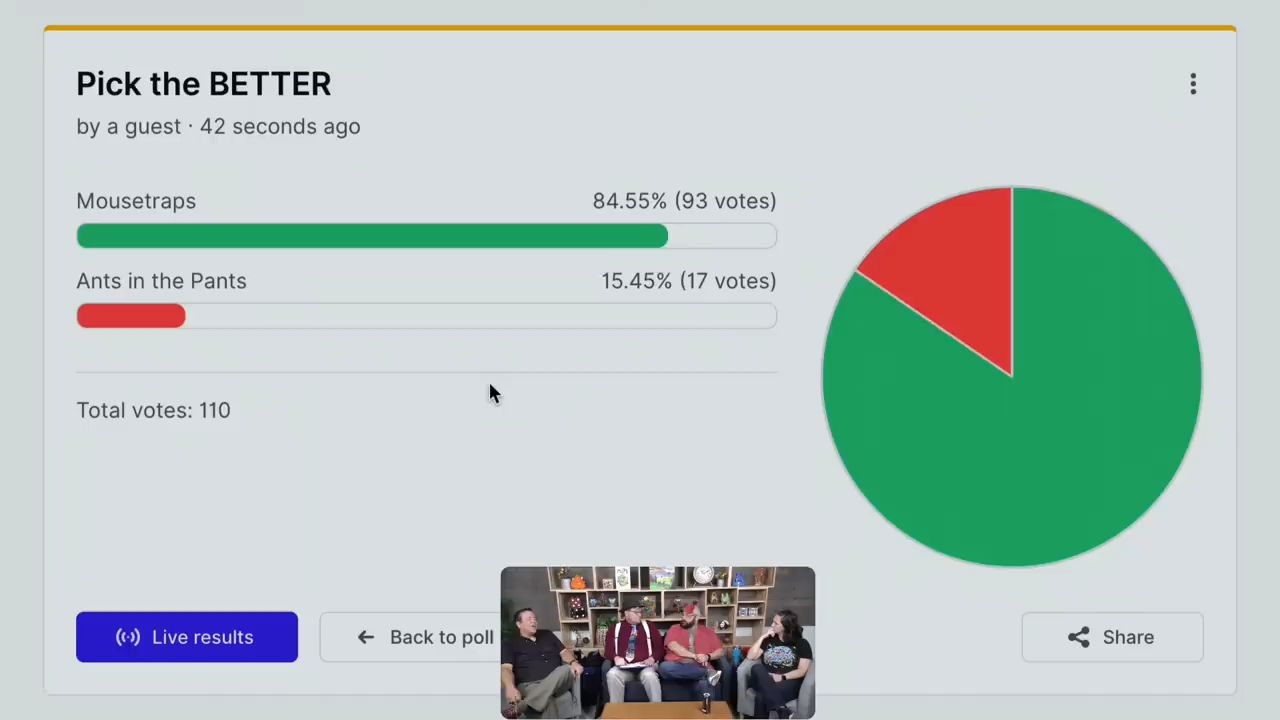 Pick the BETTER
by a guest · 42 seconds ago
Mousetraps 84.55% (93 votes)
Ants in the Pants 15.45% (17 votes)
Total votes: 110
Live results
Back to poll
Share